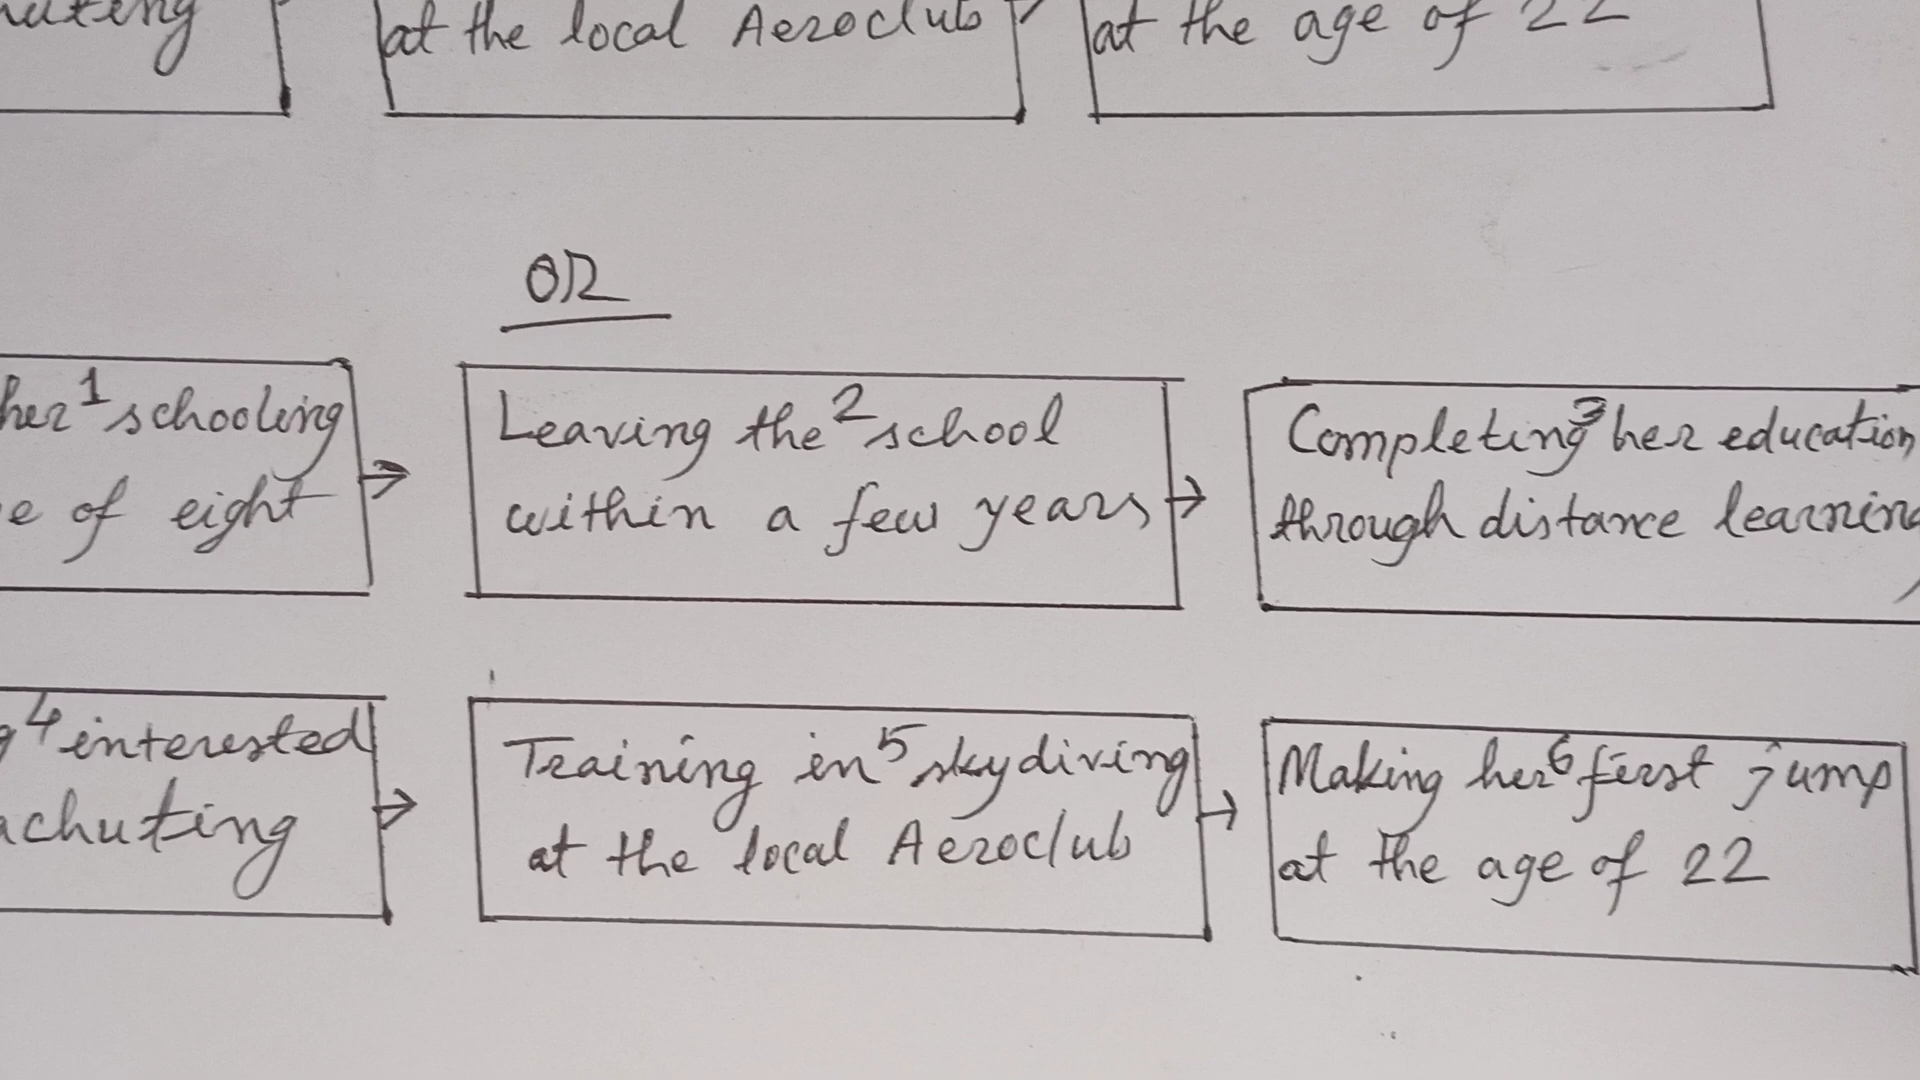 at the local Aeroclub
at the age of 22
OR
her 1 schooling
of eight
Leaving the 2 school
within a few years
Completing 3 her education
through distance learning
4 interested
Training in 5 skydiving
at the local Aeroclub
Making her 6 first jump
at the age of 22